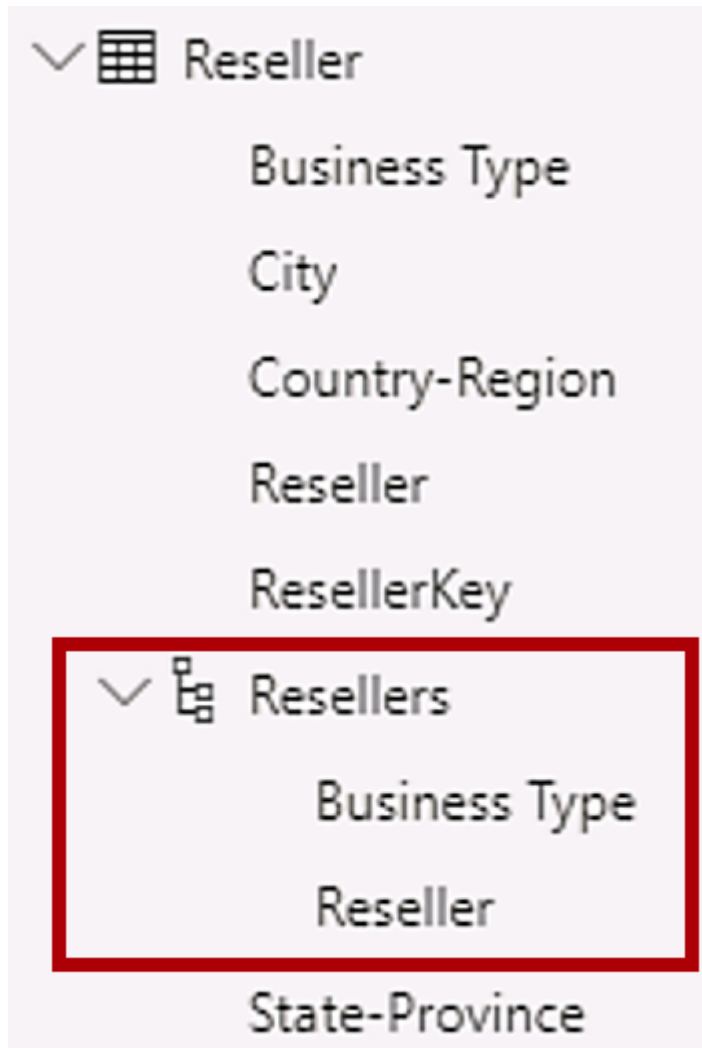 Reseller
Business Type
City
Country-Region
Reseller
ResellerKey
Resellers
Business Type
Reseller
State-Province